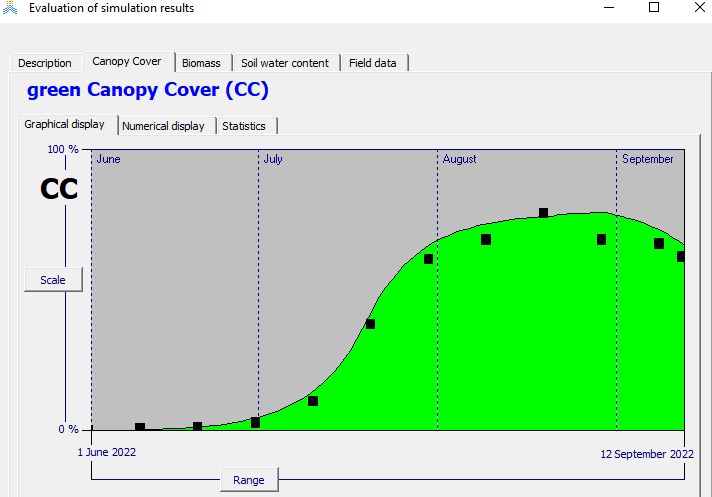 Evaluation of simulation results
Description Canopy Cover Biomass Soil water content Field data
green Canopy Cover (CC)
Graphical display Numerical display Statistics
100 %
June July August September
CC
Scale
0 %
1 June 2022 12 September 2022
Range